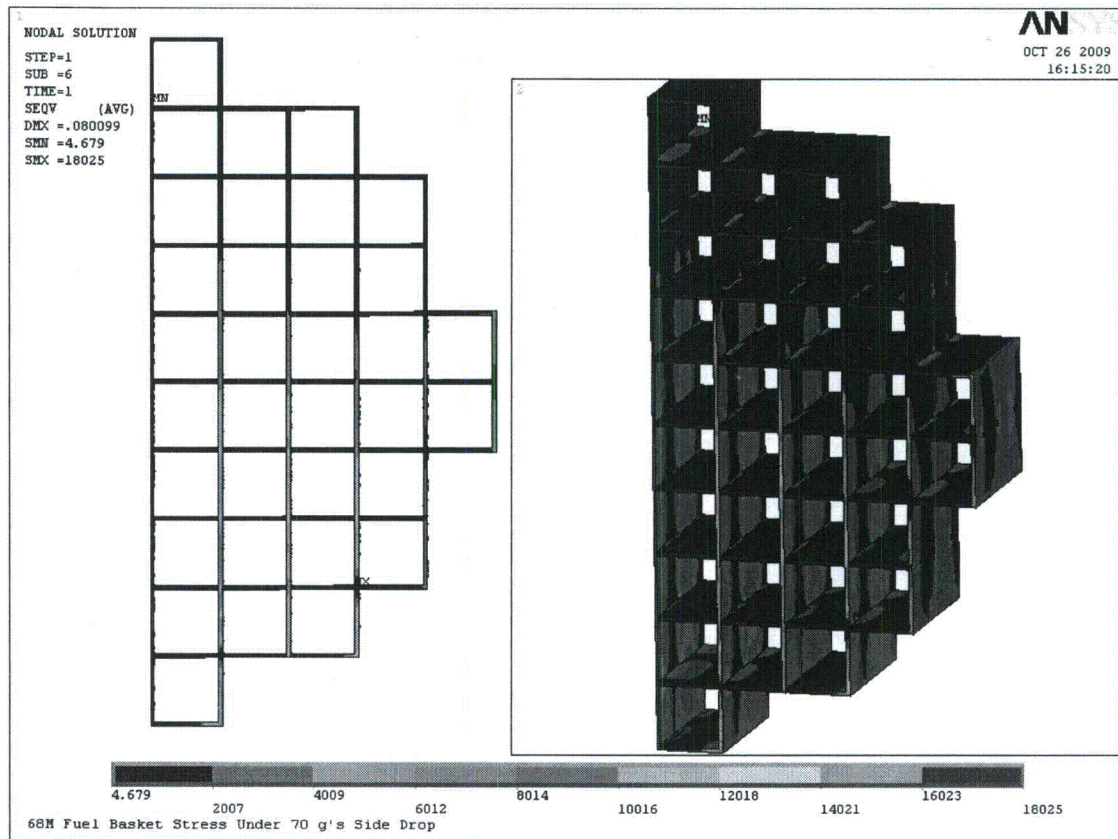 1
NODAL SOLUTION
STEP=1
SUB =6
TIME=1
SEQV (AVG)
DMX =.080099
SMN =4.679
SMX =18025
MN
AN
OCT 26 2009
16:15:20
2
MN
4.679 2007 4009 6012 8014 10016 12018 14021 16023 18025
68M Fuel Basket Stress Under 70 g's Side Drop